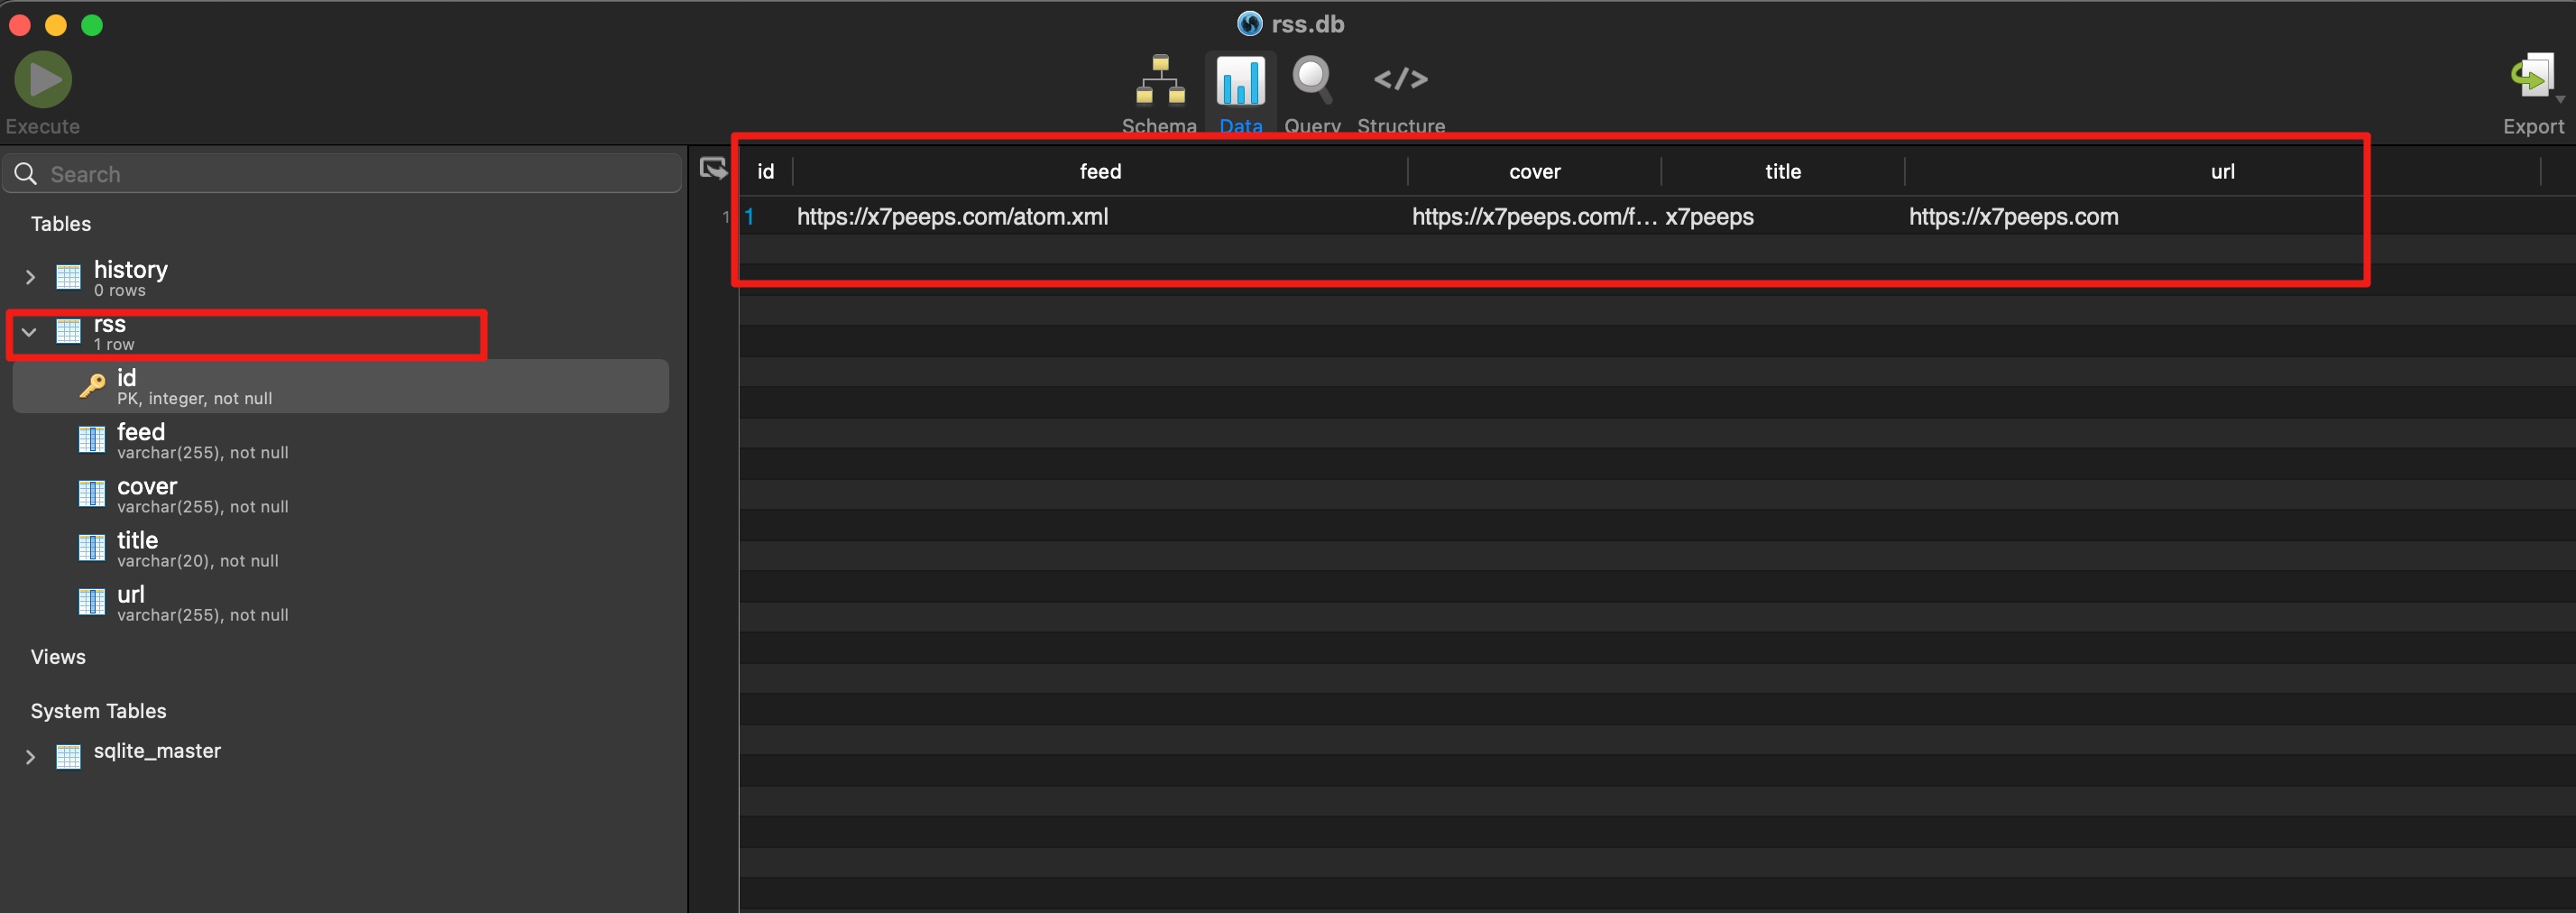 rss.db
Execute
Schema Data Query Structure
Export
Search
Tables
history
0 rows
rss
1 row
id
PK, integer, not null
feed
varchar(255), not null
cover
varchar(255), not null
title
varchar(20), not null
url
varchar(255), not null
Views
System Tables
sqlite_master
id feed cover title url
1 1 https://x7peeps.com/atom.xml https://x7peeps.com/f... x7peeps https://x7peeps.com